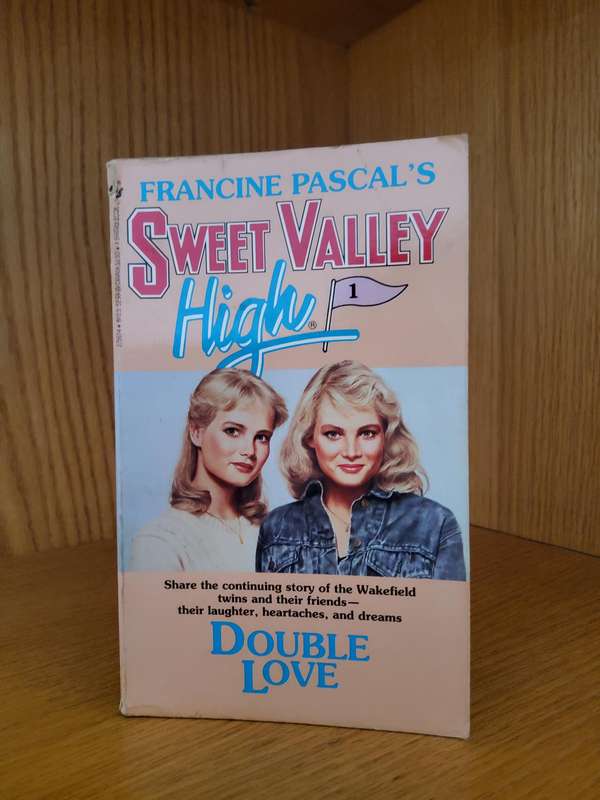 FRANCINE PASCAL'S
SWEET VALLEY
High®
1
Share the continuing story of the Wakefield
twins and their friends—
their laughter, heartaches, and dreams
DOUBLE
LOVE